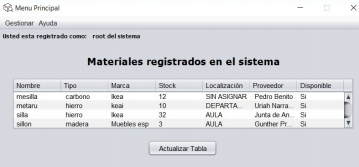 Menu Principal
Gestionar Ayuda
Usted esta registrado como: root del sistema
Materiales registrados en el sistema
Nombre Tipo Marca Stock Localización Proveedor Disponible
mesilla carbono Ikea 12 SIN ASIGNAR Pedro Benito Si
metaru hierro keai 10 DEPARTA... Uriah Narra... Si
silla hierro Ikea 32 AULA Junta de An... Si
sillon madera Muebles esp 3 AULA Gunther Pr... Si
Actualizar Tabla